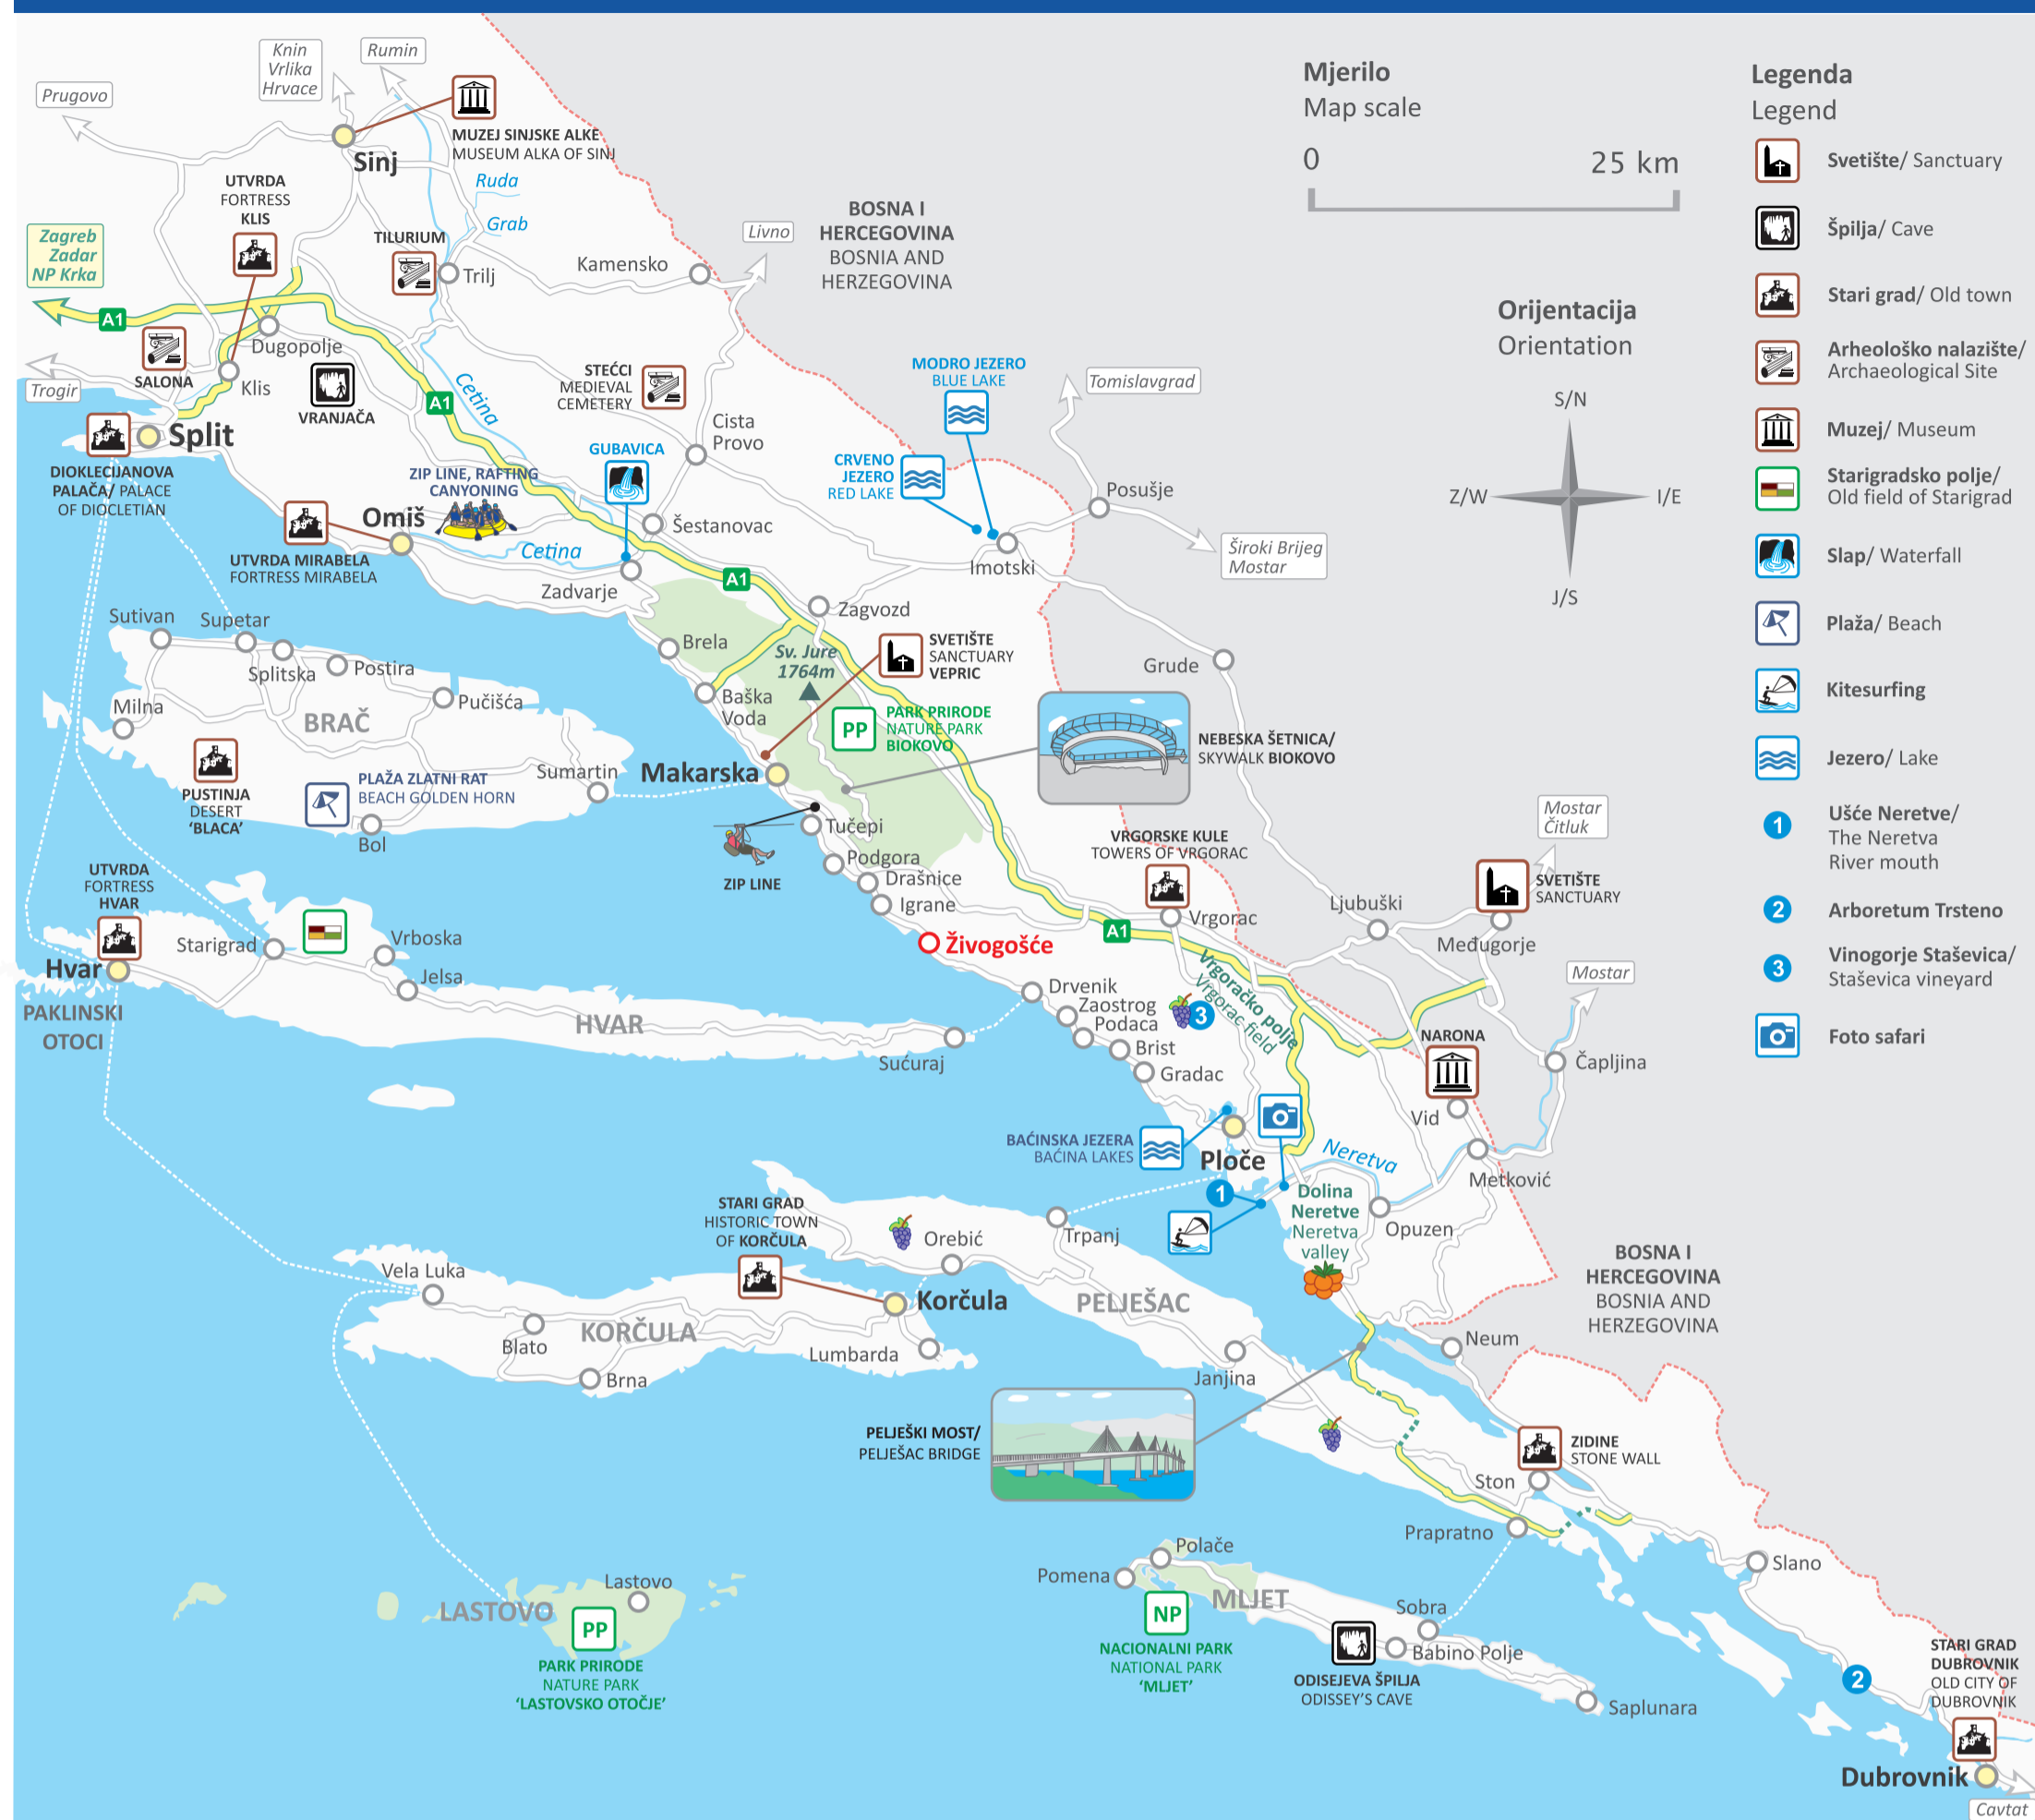 Knin
Vrlika
Hrvace
Rumin
Prugovo
Sinj
MUZEJ SINJSKE ALKE
MUSEUM ALKA OF SINJ
UTVRDA
FORTRESS
KLIS
Ruda
Grab
TILURIUM
Trilj
Kamensko
Livno
BOSNA I
HERCEGOVINA
BOSNIA AND
HERZEGOVINA
Zagreb
Zadar
NP Krka
A1
SALONA
Dugopolje
Klis
VRANJAČA
A1
Cetina
Trogir
Split
DIOKLECIJANOVA
PALAČA/ PALACE
OF DIOCLETIAN
STEĆCI
MEDIEVAL
CEMETERY
Cista
Provo
GUBAVICA
ZIP LINE, RAFTING
CANYONING
Omiš
UTVRDA MIRABELA
FORTRESS MIRABELA
Cetina
Šestanovac
Zadvarje
MODRO JEZERO
BLUE LAKE
CRVENO
JEZERO
RED LAKE
Tomislavgrad
Posušje
Široki Brijeg
Mostar
Imotski
A1
Zagvozd
Grude
Brela
Sv. Jure
1764m
SVETIŠTE
SANCTUARY
VEPRIC
Baška
Voda
PP
PARK PRIRODE
NATURE PARK
BIOKOVO
NEBESKA ŠETNICA/
SKYWALK BIOKOVO
Makarska
Sutivan
Supetar
Splitska
Postira
Pučišća
Milna
BRAČ
PUSTINJA
DESERT
‘BLACA’
PLAŽA ZLATNI RAT
BEACH GOLDEN HORN
Bol
Sumartin
ZIP LINE
Tučepi
Podgora
Drašnice
Igrane
Živogošće
VRGORSKE KULE
TOWERS OF VRGORAC
Vrgorac
A1
Ljubuški
Mostar
Čitluk
SVETIŠTE
SANCTUARY
Međugorje
Mostar
UTVRDA
FORTRESS
HVAR
Hvar
Starigrad
Vrboska
Jelsa
PAKLINSKI
OTOCI
HVAR
Sućuraj
Drvenik
Zaostrog
Podaca
Brist
Gradac
3
Vrgoračko polje
Vrgorac field
NARONA
Vid
Čapljina
BAĆINSKA JEZERA
BAĆINA LAKES
Ploče
1
Neretva
Metković
Dolina
Neretve
Neretva
valley
Opuzen
STARI GRAD
HISTORIC TOWN
OF KORČULA
Orebić
Trpanj
Vela Luka
Blato
KORČULA
Brna
Korčula
Lumbarda
PELJEŠAC
Janjina
Neum
BOSNA I
HERCEGOVINA
BOSNIA AND
HERZEGOVINA
PELJEŠKI MOST/
PELJEŠAC BRIDGE
ZIDINE
STONE WALL
Ston
Prapratno
Slano
Lastovo
LASTOVO
PP
PARK PRIRODE
NATURE PARK
‘LASTOVSKO OTOČJE’
Polače
Pomena
NP
MLJET
NACIONALNI PARK
NATIONAL PARK
‘MLJET’
Sobra
Babino Polje
ODISEJEVA ŠPILJA
ODISSEY’S CAVE
Saplunara
2
STARI GRAD
DUBROVNIK
OLD CITY OF
DUBROVNIK
Dubrovnik
Cavtat
Mjerilo
Map scale
0 25 km
Orijentacija
Orientation
S/N
Z/W I/E
J/S
Legenda
Legend
Svetište/ Sanctuary
Špilja/ Cave
Stari grad/ Old town
Arheološko nalazište/
Archaeological Site
Muzej/ Museum
Starigradsko polje/
Old field of Starigrad
Slap/ Waterfall
Plaža/ Beach
Kitesurfing
Jezero/ Lake
1 Ušće Neretve/
The Neretva
River mouth
2 Arboretum Trsteno
3 Vinogorje Staševica/
Staševica vineyard
Foto safari